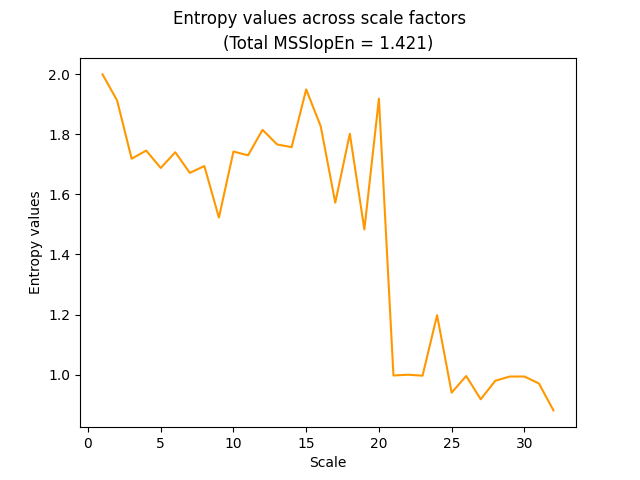 Entropy values across scale factors
(Total MSSlopEn = 1.421)
2.0
1.8
1.6
1.4
1.2
1.0
Entropy values
0 5 10 15 20 25 30
Scale